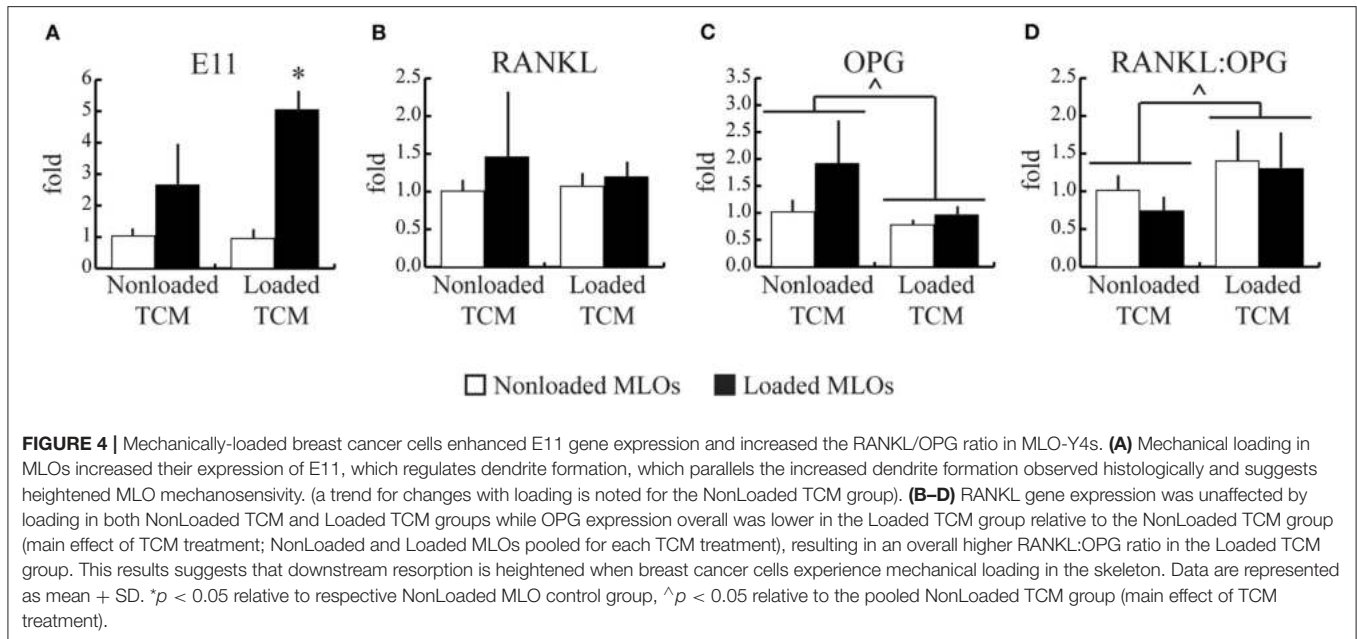 A
E11
*
6
5
4
3
2
1
0
fold
Nonloaded TCM
Loaded TCM
B
RANKL
2.5
2.0
1.5
1.0
0.5
0.0
fold
Nonloaded TCM
Loaded TCM
C
OPG
^
3.5
3.0
2.5
2.0
1.5
1.0
0.5
0.0
fold
Nonloaded TCM
Loaded TCM
D
RANKL:OPG
^
2.5
2.0
1.5
1.0
0.5
0.0
fold
Nonloaded TCM
Loaded TCM
Nonloaded MLOs Loaded MLOs
FIGURE 4 | Mechanically-loaded breast cancer cells enhanced E11 gene expression and increased the RANKL/OPG ratio in MLO-Y4s. (A) Mechanical loading in
MLOs increased their expression of E11, which regulates dendrite formation, which parallels the increased dendrite formation observed histologically and suggests
heightened MLO mechanosensivity. (a trend for changes with loading is noted for the NonLoaded TCM group). (B–D) RANKL gene expression was unaffected by
loading in both NonLoaded TCM and Loaded TCM groups while OPG expression overall was lower in the Loaded TCM group relative to the NonLoaded TCM group
(main effect of TCM treatment; NonLoaded and Loaded MLOs pooled for each TCM treatment), resulting in an overall higher RANKL:OPG ratio in the Loaded TCM
group. This results suggests that downstream resorption is heightened when breast cancer cells experience mechanical loading in the skeleton. Data are represented
as mean + SD. *p < 0.05 relative to respective NonLoaded MLO control group, ^p < 0.05 relative to the pooled NonLoaded TCM group (main effect of TCM
treatment).